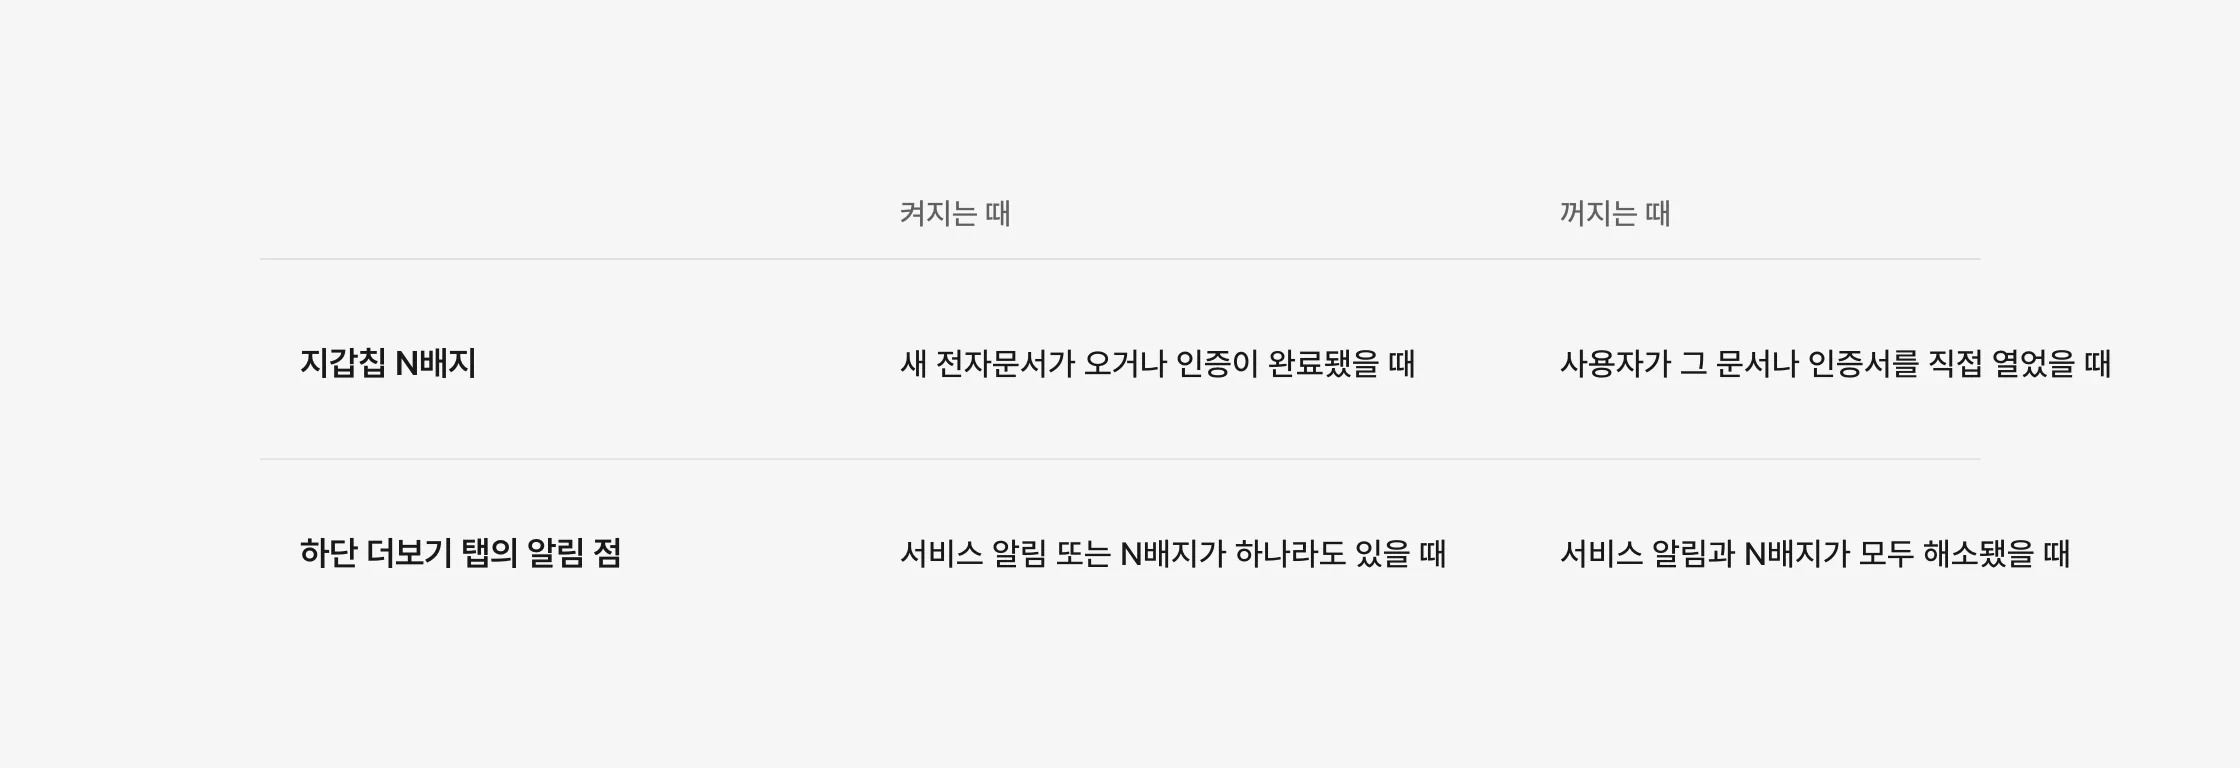 켜지는 때 꺼지는 때
지갑칩 N배지 새 전자문서가 오거나 인증이 완료됐을 때 사용자가 그 문서나 인증서를 직접 열었을 때
하단 더보기 탭의 알림 점 서비스 알림 또는 N배지가 하나라도 있을 때 서비스 알림과 N배지가 모두 해소됐을 때